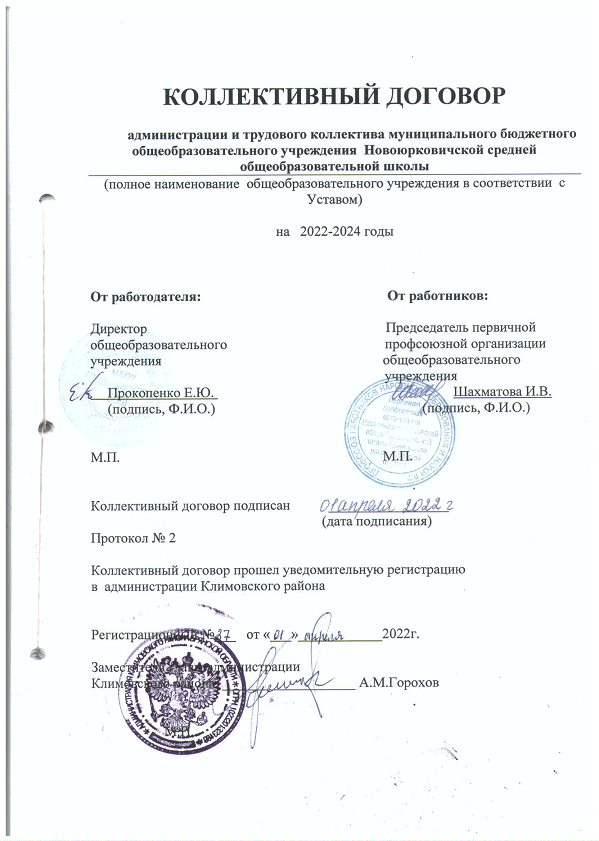 КОЛЛЕКТИВНЫЙ ДОГОВОР
администрации и трудового коллектива муниципального бюджетного
общеобразовательного учреждения Новоюрковичской средней
общеобразовательной школы
(полное наименование общеобразовательного учреждения в соответствии с
Уставом)
на 2022-2024 годы
От работодателя: От работников:
Директор Председатель первичной
общеобразовательного профсоюзной организации
учреждения общеобразовательного
учреждения
Прокопенко Е.Ю. Шахматова И.В.
(подпись, Ф.И.О.) (подпись, Ф.И.О.)
М.П. М.П.
Коллективный договор подписан 01 апреля 2022 г
(дата подписания)
Протокол № 2
Коллективный договор прошел уведомительную регистрацию
в администрации Климовского района
№ 37 от « 01 » апреля 2022г.
Заместитель администрации
Климовского района А.М.Горохов
М.П.